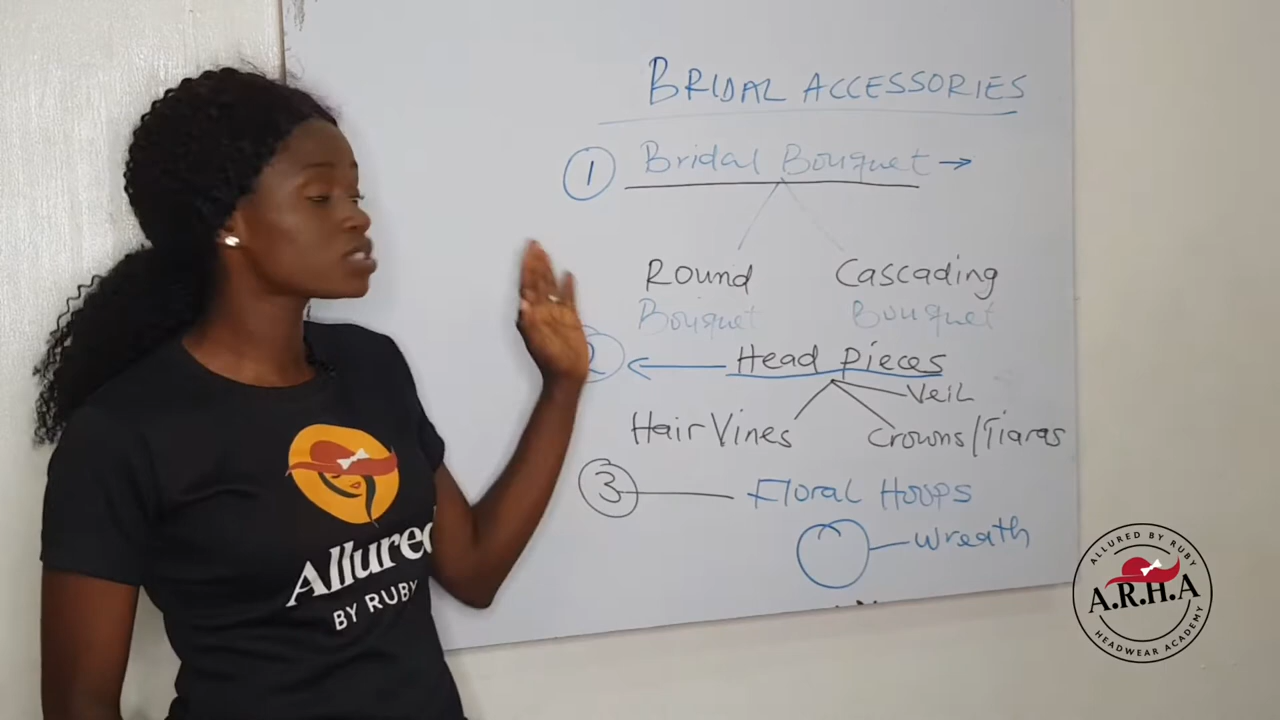 BRIDAL ACCESSORIES
1 Bridal Bouquet →
Round Cascading
Bouquet Bouquet
2 ← Head pieces
Veil
Hair Vines Crowns/Tiaras
3 Floral Hoops
Wreath
Allured
BY RUBY
ALLURED BY RUBY
A.R.H.A
HEADWEAR ACADEMY